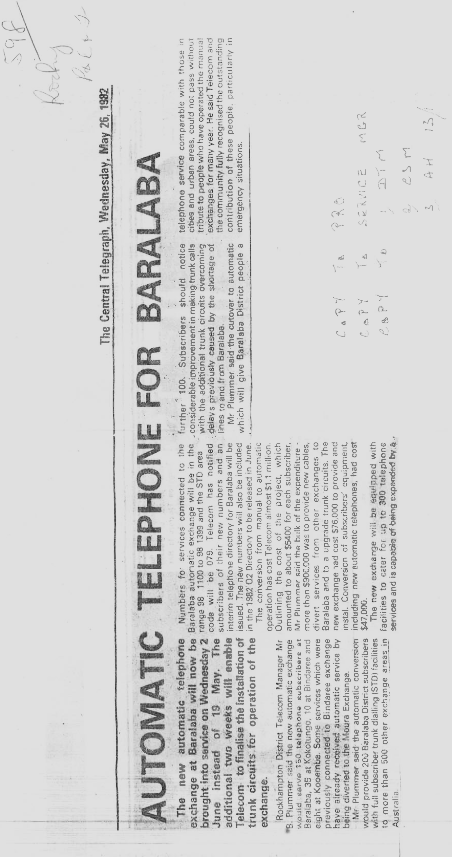 598
Rocky
The Central Telegraph, Wednesday, May 26, 1982
AUTOMATIC TELEPHONE FOR BARALABA
The new automatic telephone
exchange at Baralaba will now be
brought into service on Wednesday 2
June instead of 19 May. The
additional two weeks will enable
Telecom to finalise the installation of
trunk circuits for operation of the
exchange.
Rockhampton District Telecom Manager Mr
B. Plummer said the new automatic exchange
would serve 150 telephone subscribers at
Baralaba, 35 at Kokotungo, 10 at Bindaree and
eight at Kopembe. Some services which were
previously connected to Bindaree exchange
have already received automatic service by
being diverted to the Moura Exchange.
Mr Plummer said the automatic conversion
would provide 200 Baralaba District subscribers
with full subscriber trunk dialling (STD) facilities
to more than 500 other exchange areas in
Australia.
Numbers for services connected to the
Baralaba automatic exchange will be in the
range 98 1100 to 98 1399 and the STD area
code will be 079. Telecom has notified
subscribers of their new numbers and an
interim telephone directory for Baralaba will be
issued. The new numbers will also be included
in the 1982 02 Directory to be released in June.
The conversion from manual to automatic
operation has cost Telecom almost $1.1 million.
Outlining the cost of the project, which
amounted to about $5400 for each subscriber,
Mr. Plummer said the bulk of the expenditure -
more than $900,000 was to provide new cables,
divert services from other exchanges to
Baralaba and to a upgrade trunk circuits. The
new exchange had cost $76,000 to provide and
instal. Conversion of subscribers' equipment,
including new automatic telephones, had cost
$47,000.
The new exchange will be equipped with
facilities to cater for up to 300 telephone
services and is capable of being expanded by a
further 100. Subscribers should notice
considerable improvement in making trunk calls
with the additional trunk circuits overcoming
delays previously caused by the shortage of
lines to and from Baralaba.
Mr Plummer said the cutover to automatic
which will give Baralaba District people a
telephone service comparable with those in
cities and urban areas, could not pass without
tribute to people who have operated the manual
exchanges for many year. He said Telecom and
the community fully recognised the outstanding
contribution of these people, particularly in
emergency situations.
COPY TO PRO
COPY TO SERVICE MGR
COPY TO